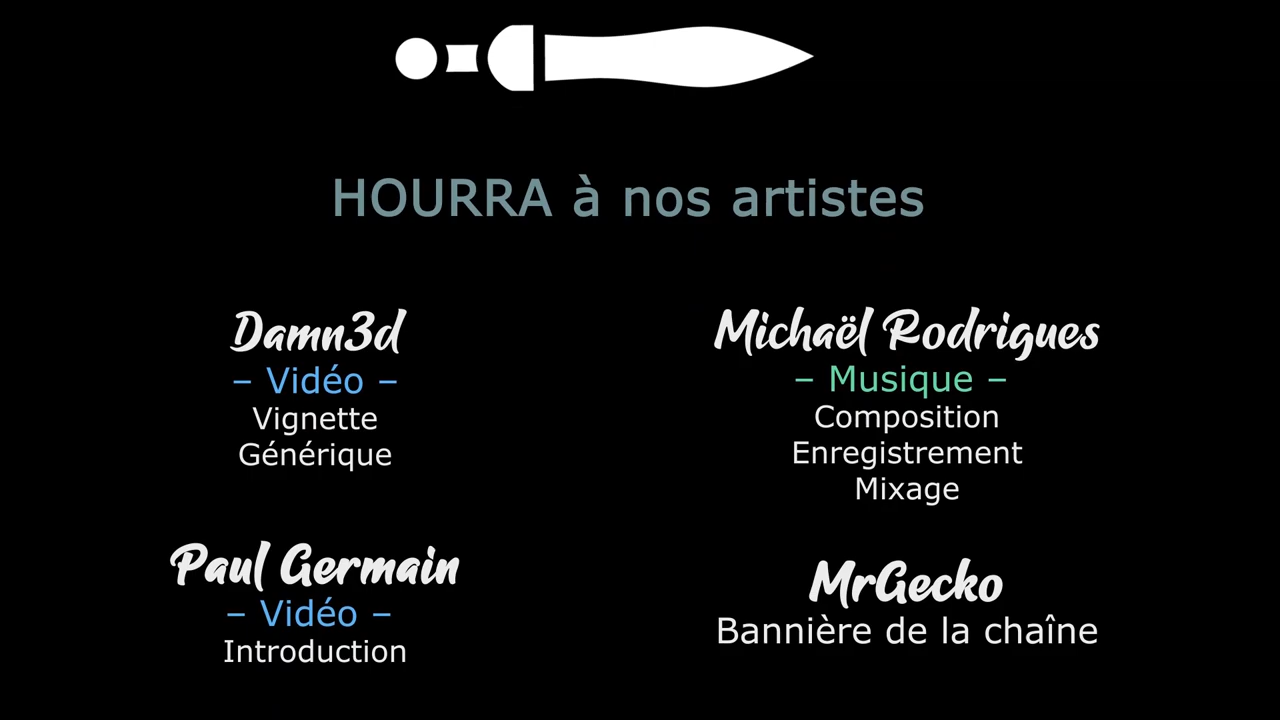 HOURRA à nos artistes
Damn3d
– Vidéo –
Vignette
Générique
Michaël Rodrigues
– Musique –
Composition
Enregistrement
Mixage
Paul Germain
– Vidéo –
Introduction
MrGecko
Bannière de la chaîne